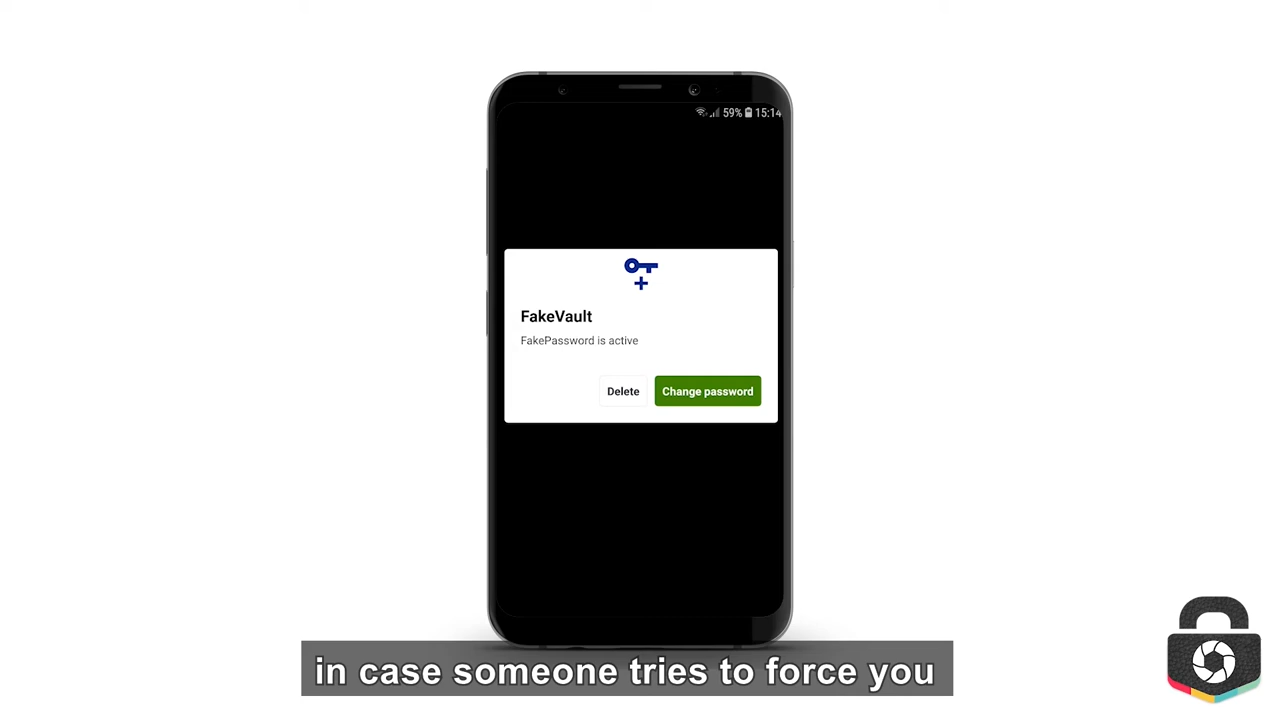 59% 15:14
FakeVault
FakePassword is active
Delete Change password
in case someone tries to force you